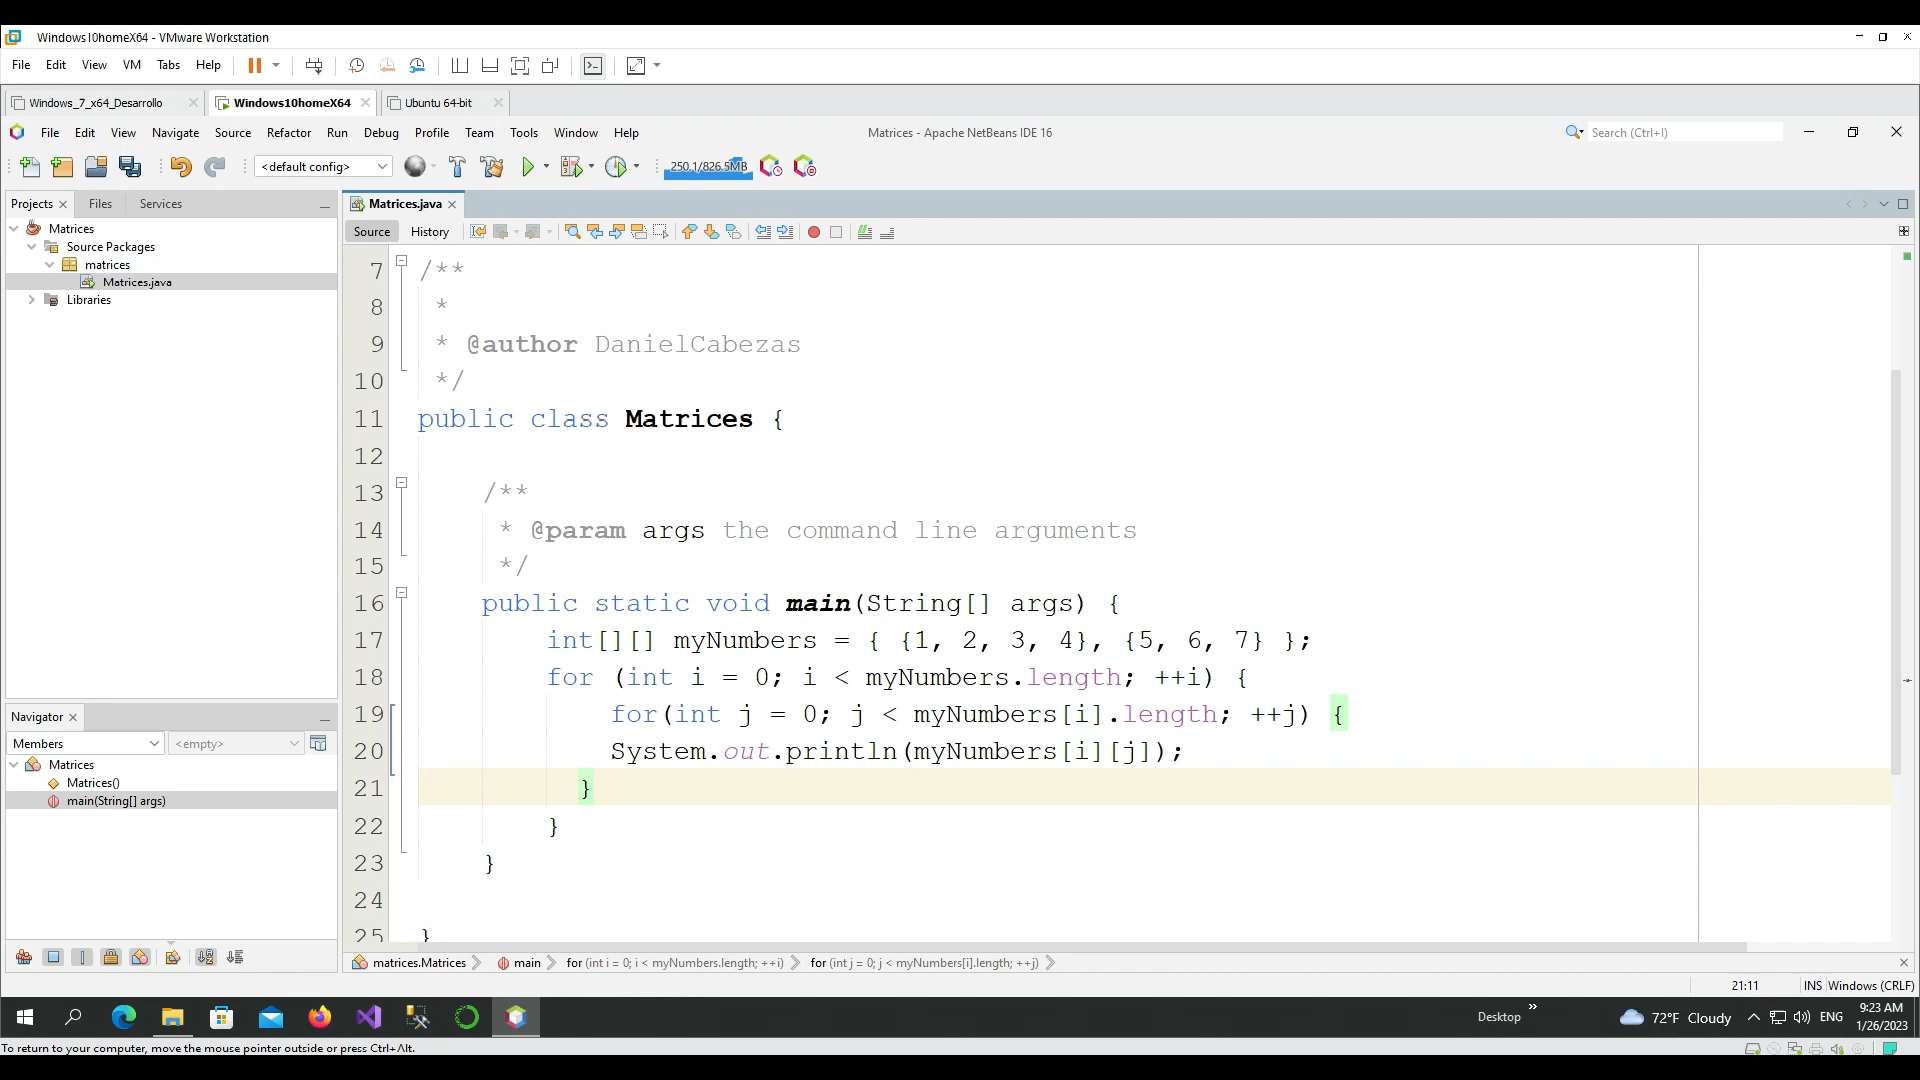 Windows10homeX64 - VMware Workstation
File Edit View VM Tabs Help
Windows_7_x64_Desarrollo Windows10homeX64 Ubuntu 64-bit
File Edit View Navigate Source Refactor Run Debug Profile Team Tools Window Help Matrices - Apache NetBeans IDE 16 Search (Ctrl+I)
<default config> 250.1/826.5MB
Projects Files Services Matrices.java
Source History
Matrices
Source Packages
matrices
Matrices.java
Libraries
7 /**
8 *
9 * @author DanielCabezas
10 */
11 public class Matrices {
12
13 /**
14 * @param args the command line arguments
15 */
16 public static void main(String[] args) {
17 int[][] myNumbers = { {1, 2, 3, 4}, {5, 6, 7} };
18 for (int i = 0; i < myNumbers.length; ++i) {
19 for(int j = 0; j < myNumbers[i].length; ++j) {
20 System.out.println(myNumbers[i][j]);
21 }
22 }
23 }
24
25 }
Navigator
Members <empty>
Matrices
Matrices()
main(String[] args)
matrices.Matrices main for (int i = 0; i < myNumbers.length; ++i) for (int j = 0; j < myNumbers[i].length; ++j)
21:11 INS Windows (CRLF)
Desktop 72°F Cloudy ENG 9:23 AM
1/26/2023
To return to your computer, move the mouse pointer outside or press Ctrl+Alt.